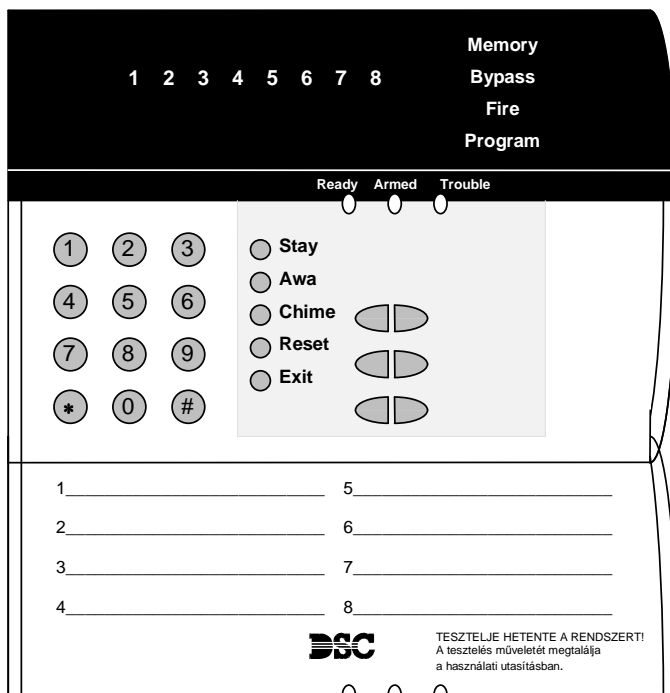 Memory
1 2 3 4 5 6 7 8 Bypass
Fire
Program
Ready Armed Trouble
1 2 3 Stay
Awa
4 5 6 Chime
7 8 9 Reset
Exit
* 0 #
1 5
2 6
3 7
4 8
DSC TESZTELJE HETENTE A RENDSZERT!
A tesztelés műveletét megtalálja
a használati utasításban.